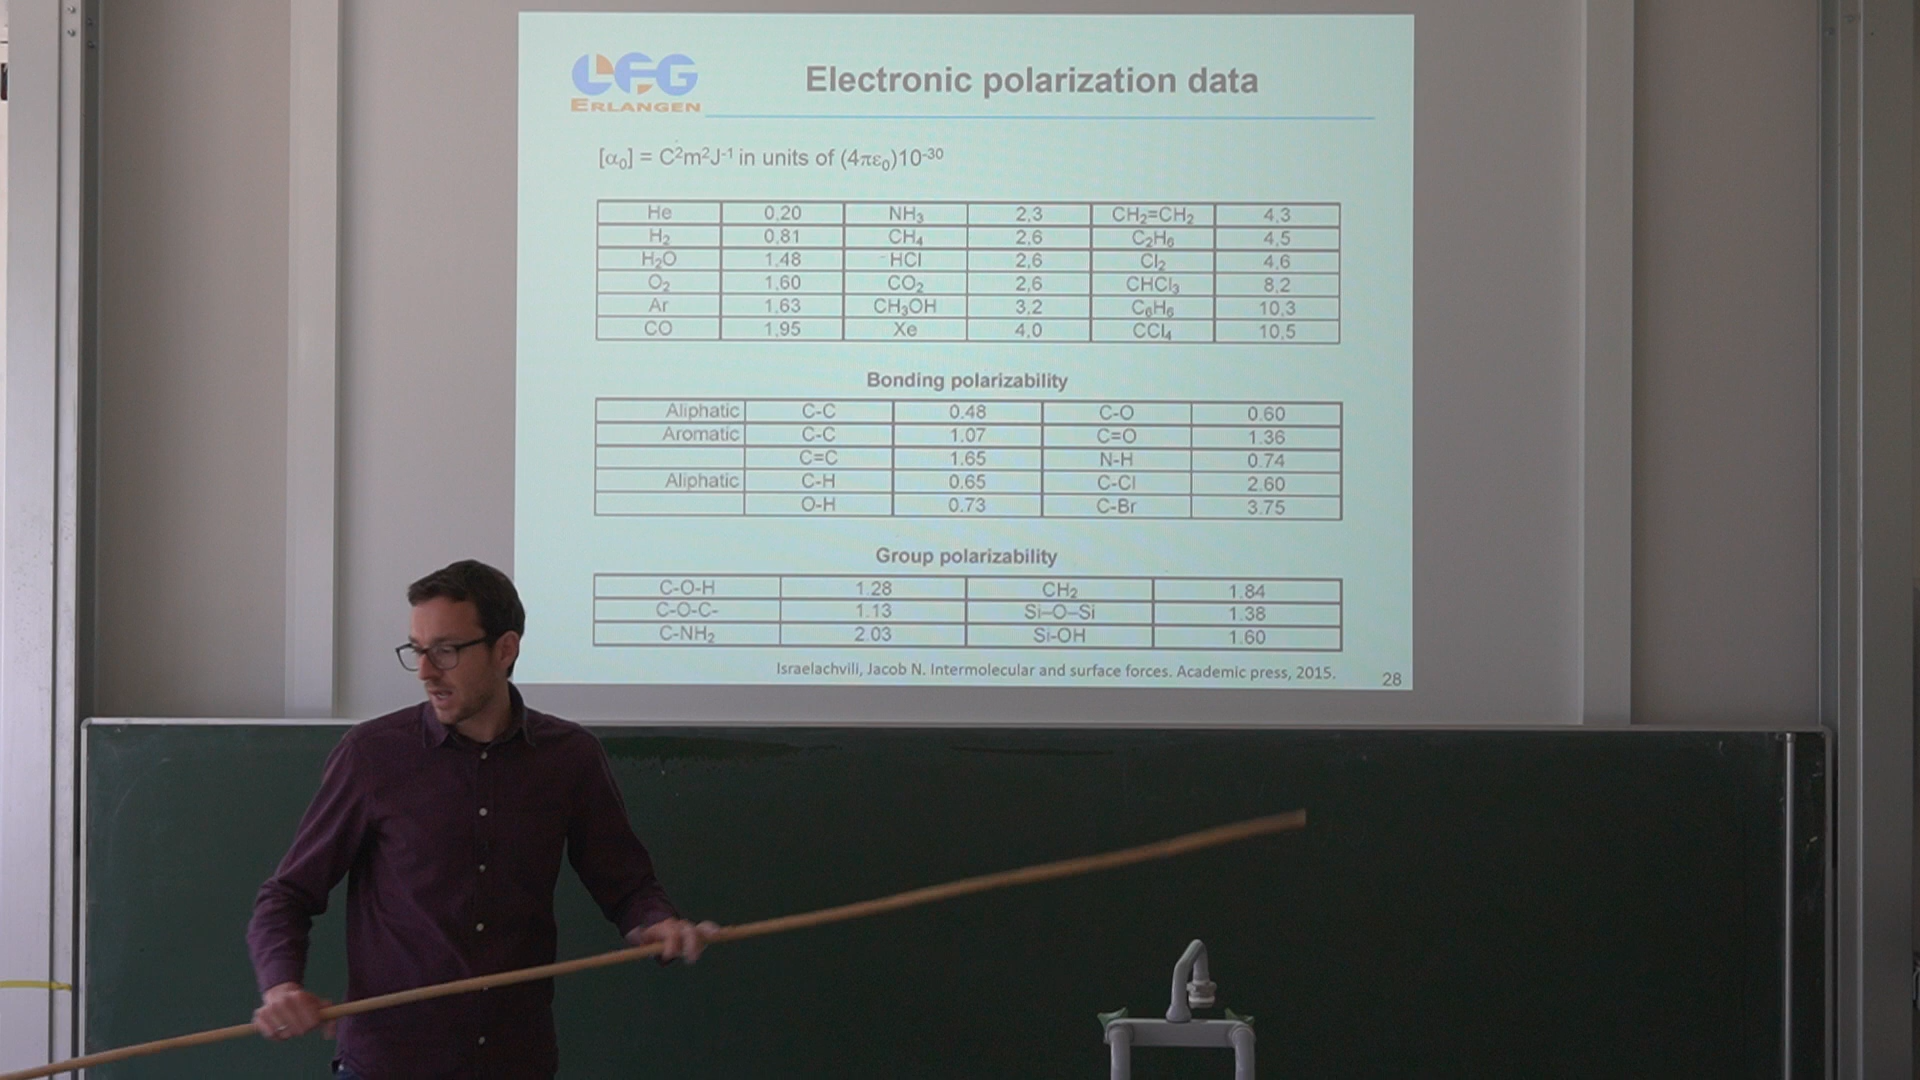 LFG
ERLANGEN
Electronic polarization data
[α₀] = C²m²J⁻¹ in units of (4πε₀)10⁻³⁰
He 0,20 NH₃ 2,3 CH₂=CH₂ 4,3
H₂ 0,81 CH₄ 2,6 C₂H₆ 4,5
H₂O 1,48 HCl 2,6 Cl₂ 4,6
O₂ 1,60 CO₂ 2,6 CHCl₃ 8,2
Ar 1,63 CH₃OH 3,2 C₆H₆ 10,3
CO 1,95 Xe 4,0 CCl₄ 10,5
Bonding polarizability
Aliphatic C-C 0.48 C-O 0.60
Aromatic C-C 1.07 C=O 1.36
C=C 1.65 N-H 0.74
Aliphatic C-H 0.65 C-Cl 2.60
O-H 0.73 C-Br 3.75
Group polarizability
C-O-H 1.28 CH₂ 1.84
C-O-C- 1.13 Si–O–Si 1.38
C-NH₂ 2.03 Si-OH 1.60
Israelachvili, Jacob N. Intermolecular and surface forces. Academic press, 2015.
28